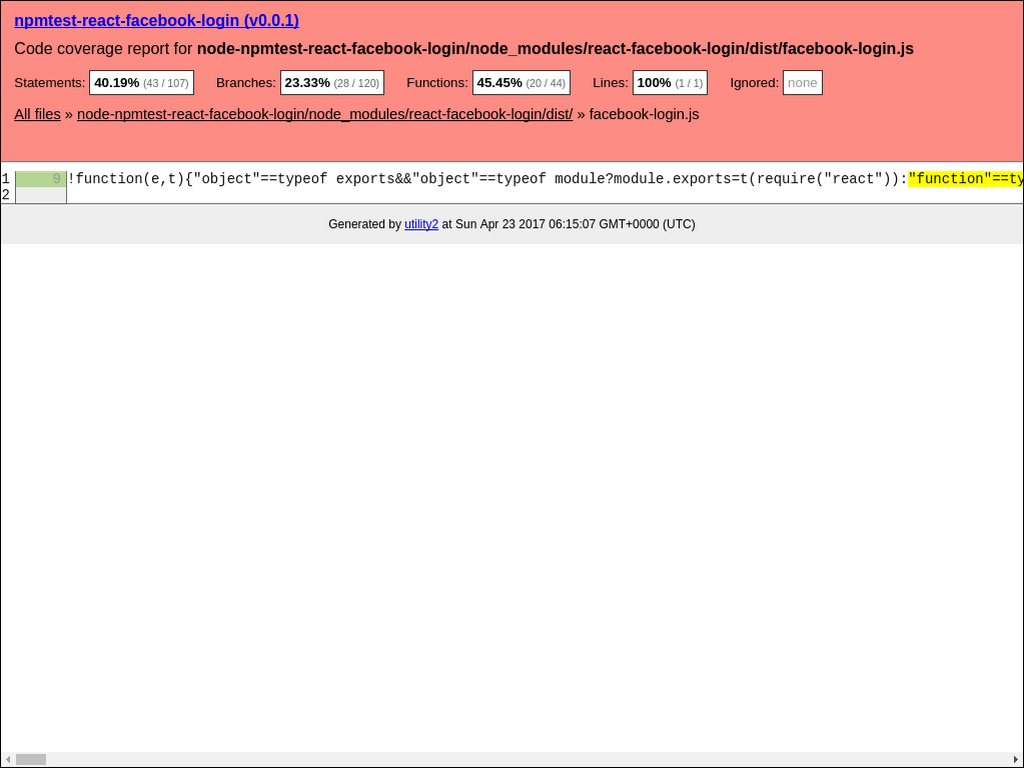 npmtest-react-facebook-login (v0.0.1)
Code coverage report for node-npmtest-react-facebook-login/node_modules/react-facebook-login/dist/facebook-login.js
Statements: 40.19% (43 / 107) Branches: 23.33% (28 / 120) Functions: 45.45% (20 / 44) Lines: 100% (1 / 1) Ignored: none
All files » node-npmtest-react-facebook-login/node_modules/react-facebook-login/dist/ » facebook-login.js
1 9 !function(e,t){"object"==typeof exports&&"object"==typeof module?module.exports=t(require("react")):"function"==ty
2
Generated by utility2 at Sun Apr 23 2017 06:15:07 GMT+0000 (UTC)